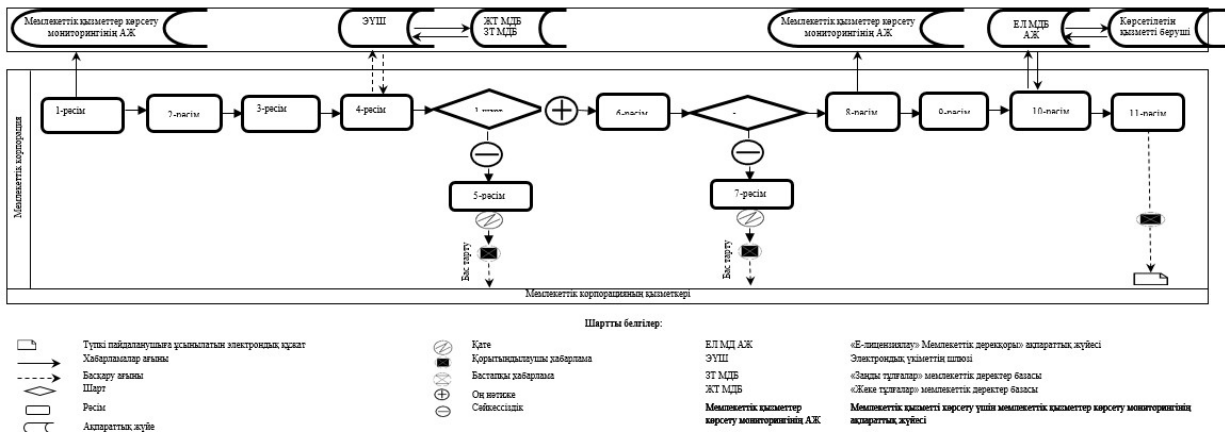 Мемлекеттік қызметтер көрсету
мониторингінің АЖ
ЭҮШ
ЖТ МДБ
ЗТ МДБ
Мемлекеттік қызметтер көрсету
мониторингінің АЖ
ЕЛ МДБ
АЖ
Көрсетілетін
қызметті беруші
Мемлекеттік корпорация
1-рәсім
2-рәсім
3-рәсім
4-рәсім
6-рәсім
8-рәсім
9-рәсім
10-рәсім
11-рәсім
5-рәсім
7-рәсім
Бас тарту
Бас тарту
Мемлекеттік корпорацияның қызметкері
Шартты белгілер:
Түпкі пайдаланушыға ұсынылатын электрондық құжат
Хабарламалар ағыны
Басқару ағыны
Шарт
Рәсім
Ақпараттық жүйе
Қате
Қорытындылаушы хабарлама
Бастапқы хабарлама
Оң нәтиже
Сәйкессіздік
ЕЛ МД АЖ
«Е-лицензиялау» Мемлекеттік дерекқоры» ақпараттық жүйесі
ЭҮШ
Электрондық үкіметтің шлюзі
ЗТ МДБ
«Заңды тұлғалар» мемлекеттік деректер базасы
ЖТ МДБ
«Жеке тұлғалар» мемлекеттік деректер базасы
Мемлекеттік қызметтер
көрсету мониторингінің АЖ
Мемлекеттік қызметті көрсету үшін мемлекеттік қызметтер көрсету мониторингінің
ақпараттық жүйесі